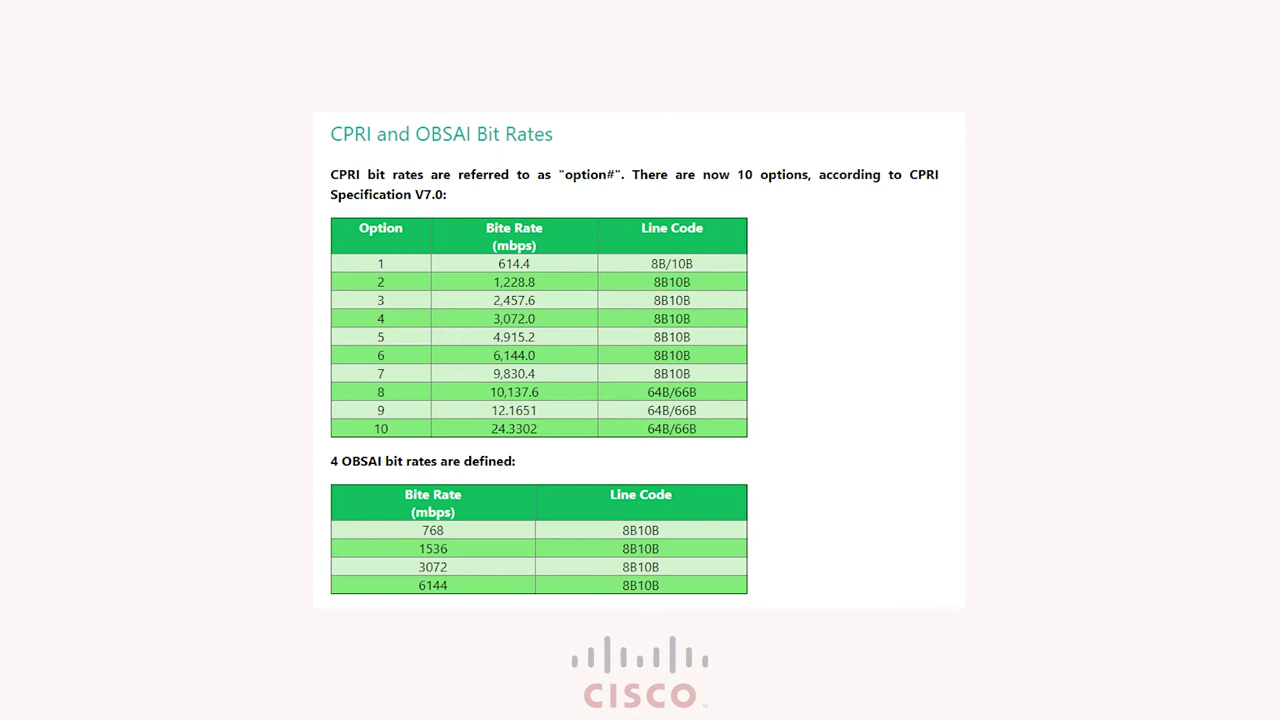 CPRI and OBSAI Bit Rates
CPRI bit rates are referred to as "option#". There are now 10 options, according to CPRI
Specification V7.0:
Option Bite Rate Line Code
(mbps)
1 614.4 8B/10B
2 1,228.8 8B10B
3 2,457.6 8B10B
4 3,072.0 8B10B
5 4.915.2 8B10B
6 6,144.0 8B10B
7 9,830.4 8B10B
8 10,137.6 64B/66B
9 12.1651 64B/66B
10 24.3302 64B/66B
4 OBSAI bit rates are defined:
Bite Rate Line Code
(mbps)
768 8B10B
1536 8B10B
3072 8B10B
6144 8B10B
CISCO